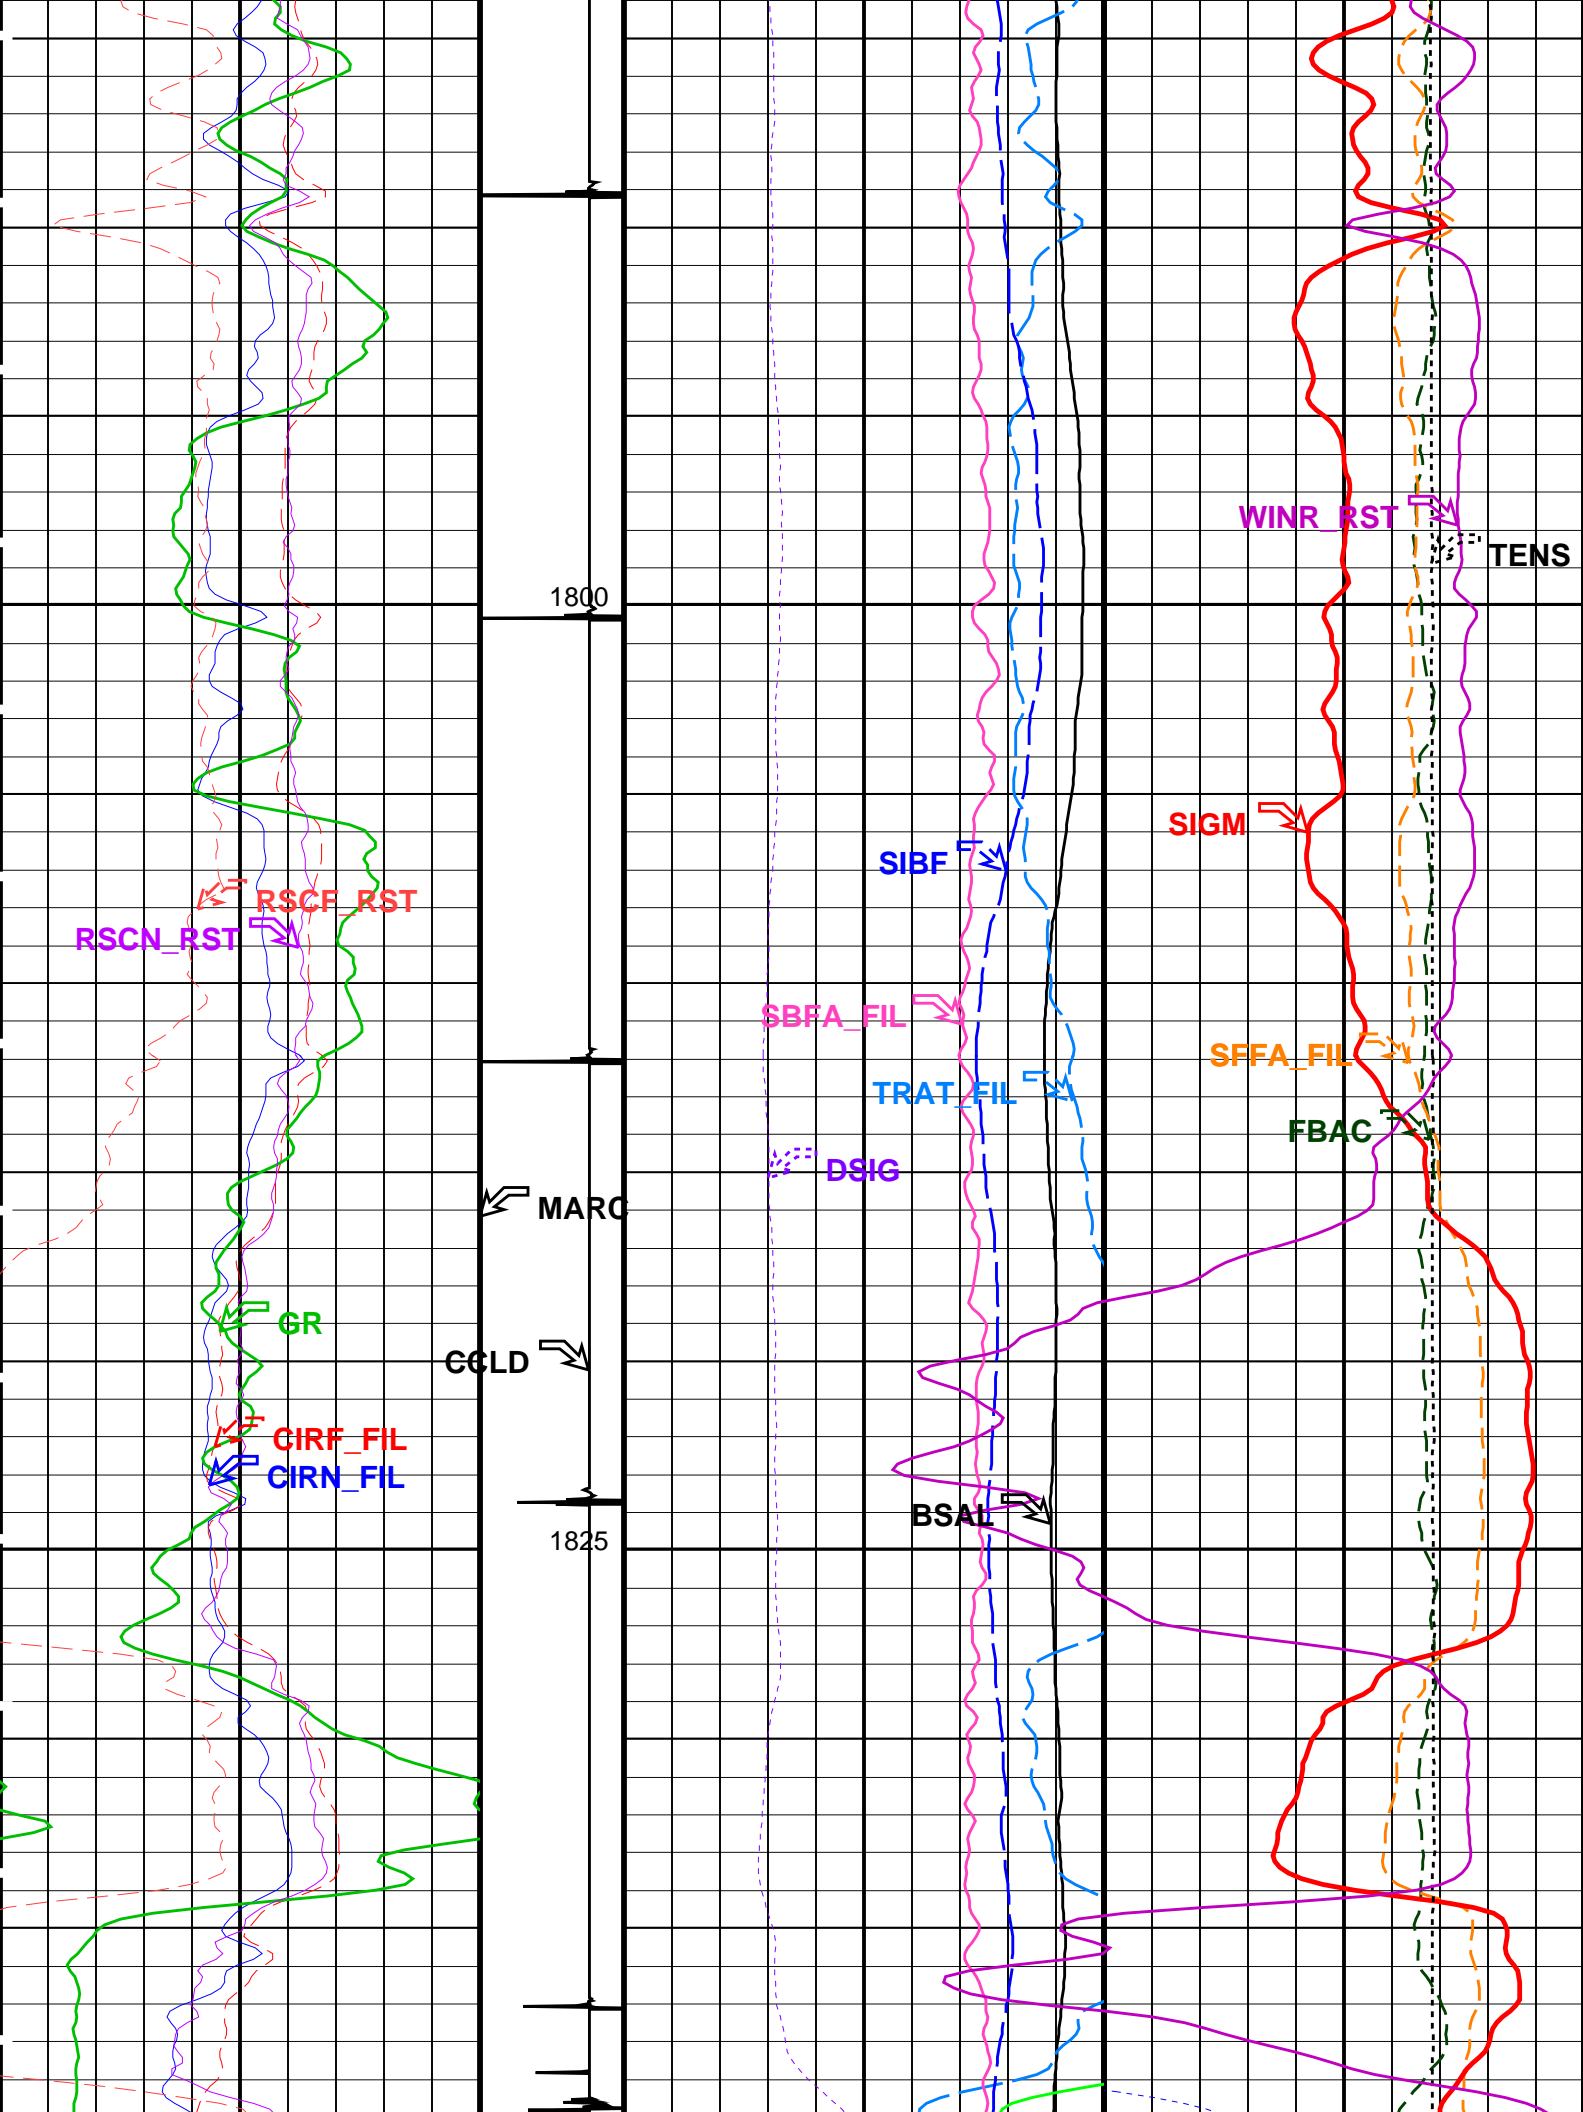 WINR_RST
TENS
1800
SIGM
SIBF
RSCF_RST
RSCN_RST
SBFA_FIL
SFFA_FIL
TRAT_FIL
FBAC
DSIG
MARC
GR
CCLD
CIRF_FIL
CIRN_FIL
BSAL
1825